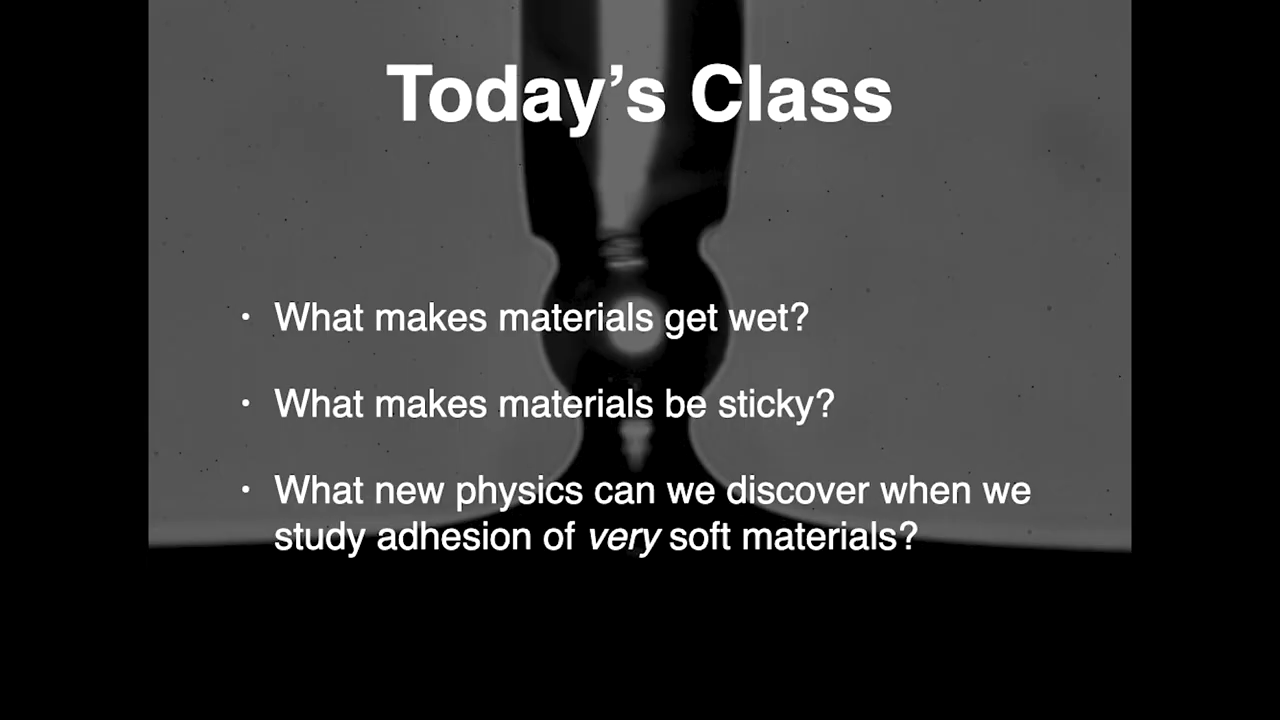 Today’s Class
• What makes materials get wet?
• What makes materials be sticky?
• What new physics can we discover when we
study adhesion of very soft materials?